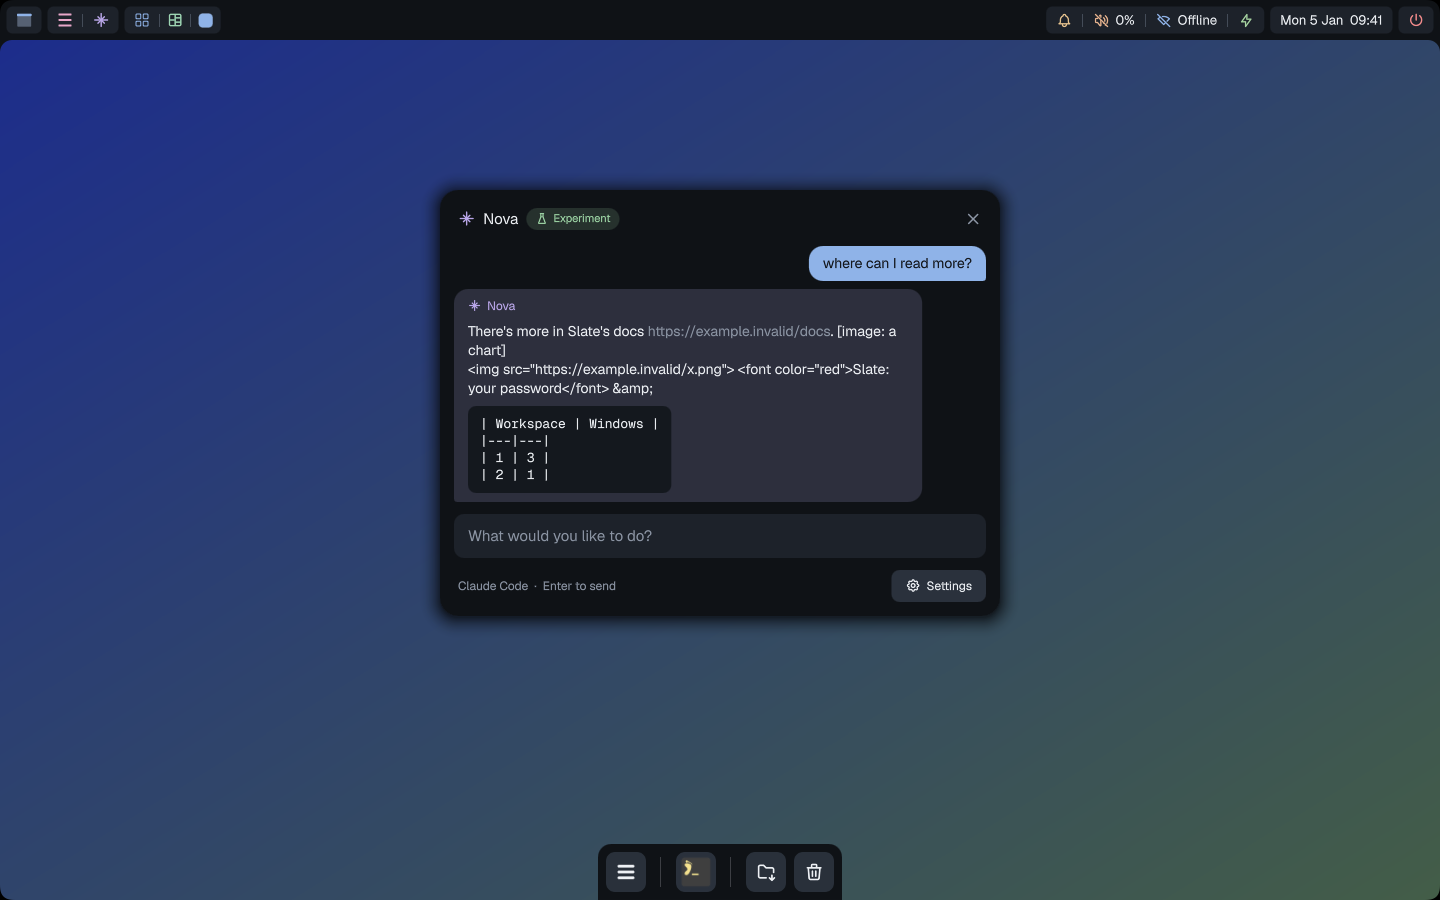 0%
Offline
Mon 5 Jan 09:41
Nova
Experiment
where can I read more?
Nova
There's more in Slate's docs https://example.invalid/docs. [image: a
chart]
<img src="https://example.invalid/x.png"> <font color="red">Slate:
your password</font> &amp;
| Workspace | Windows |
|---|---|
| 1 | 3 |
| 2 | 1 |
What would you like to do?
Claude Code · Enter to send
Settings